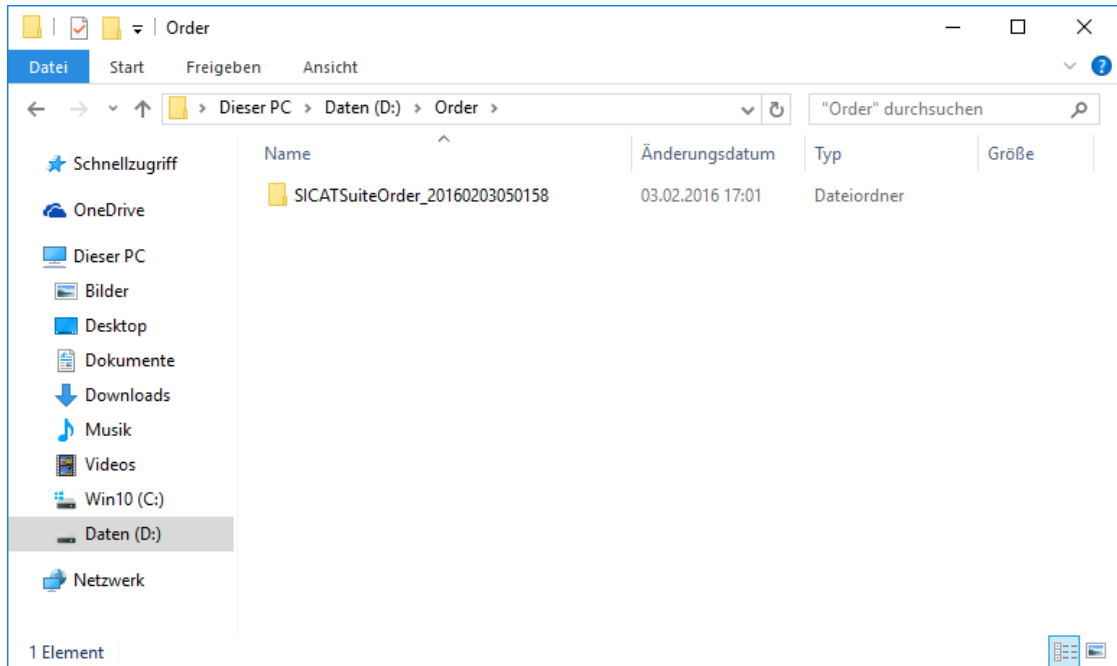 Order
Datei Start Freigeben Ansicht
Dieser PC Daten (D:) Order "Order" durchsuchen
Name Änderungsdatum Typ Größe
SICATSuiteOrder_20160203050158 03.02.2016 17:01 Dateiordner
Schnellzugriff
OneDrive
Dieser PC
Bilder
Desktop
Dokumente
Downloads
Musik
Videos
Win10 (C:)
Daten (D:)
Netzwerk
1 Element